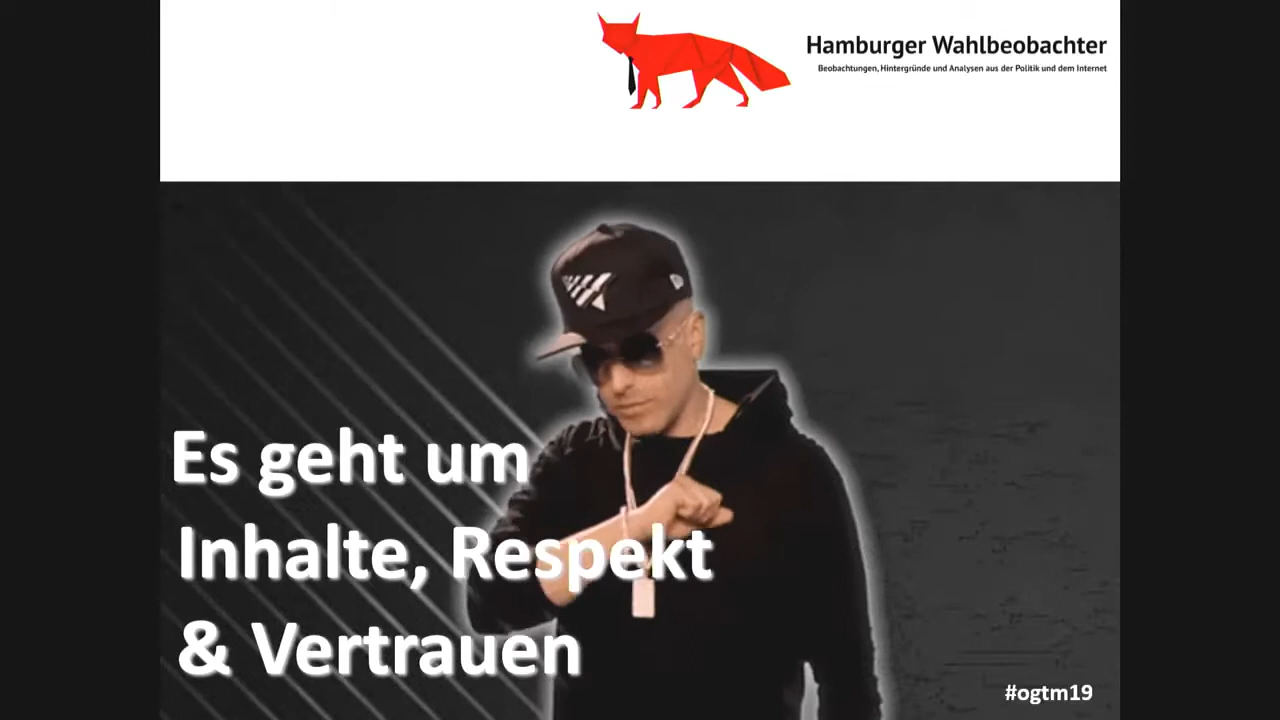 Hamburger Wahlbeobachter
Beobachtungen, Hintergründe und Analysen aus der Politik und dem Internet
Es geht um
Inhalte, Respekt
& Vertrauen
#ogtm19